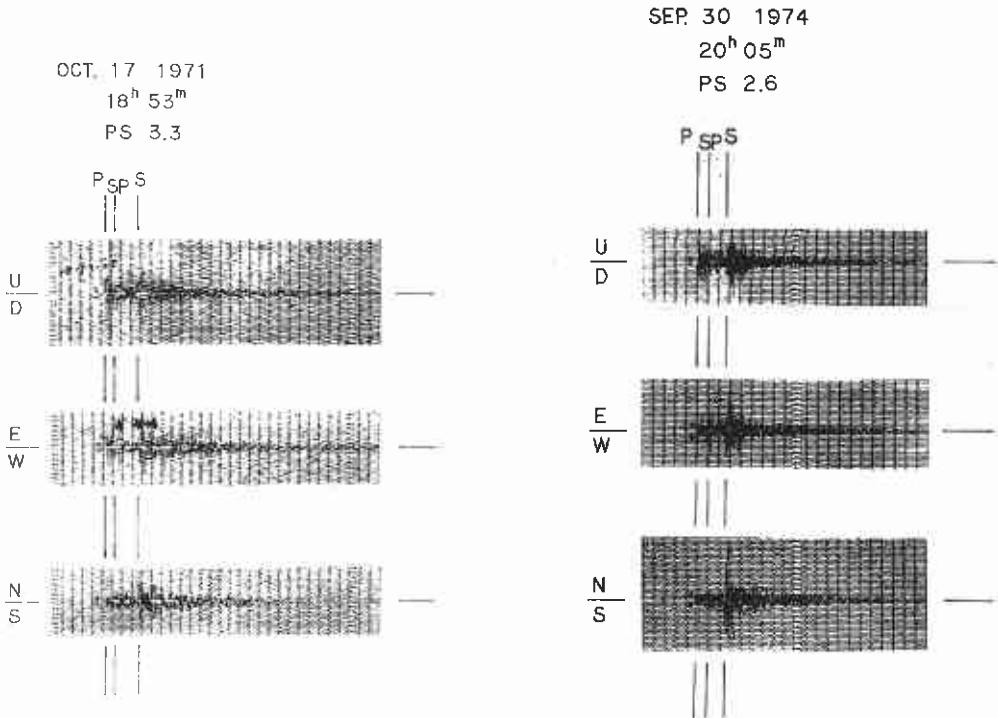 OCT. 17 1971
18h 53m
PS 3.3
P SP S
U
D
E
W
N
S
SEP. 30 1974
20h 05m
PS 2.6
P SP S
U
D
E
W
N
S